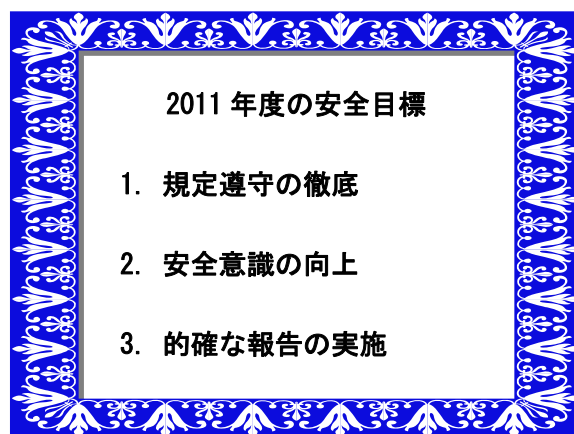 2011 年度の安全目標
1. 規定遵守の徹底
2. 安全意識の向上
3. 的確な報告の実施